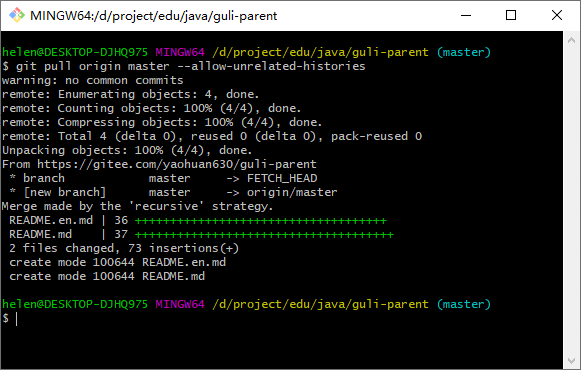 MINGW64:/d/project/edu/java/guli-parent
helen@DESKTOP-DJHQ975 MINGW64 /d/project/edu/java/guli-parent (master)
$ git pull origin master --allow-unrelated-histories
warning: no common commits
remote: Enumerating objects: 4, done.
remote: Counting objects: 100% (4/4), done.
remote: Compressing objects: 100% (4/4), done.
remote: Total 4 (delta 0), reused 0 (delta 0), pack-reused 0
Unpacking objects: 100% (4/4), done.
From https://gitee.com/yaohuan630/guli-parent
 * branch            master     -> FETCH_HEAD
 * [new branch]      master     -> origin/master
Merge made by the 'recursive' strategy.
 README.en.md | 36 ++++++++++++++++++++++++++++++++++++
 README.md    | 37 +++++++++++++++++++++++++++++++++++++
 2 files changed, 73 insertions(+)
 create mode 100644 README.en.md
 create mode 100644 README.md
helen@DESKTOP-DJHQ975 MINGW64 /d/project/edu/java/guli-parent (master)
$